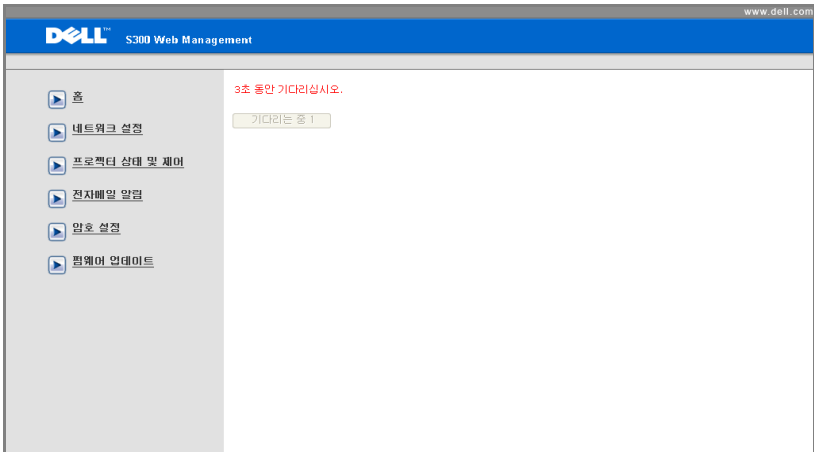 www.dell.com
DELL™ S300 Web Management
홈
네트워크 설정
프로젝터 상태 및 제어
전자메일 알림
암호 설정
펌웨어 업데이트
3초 동안 기다리십시오.
기다리는 중 1